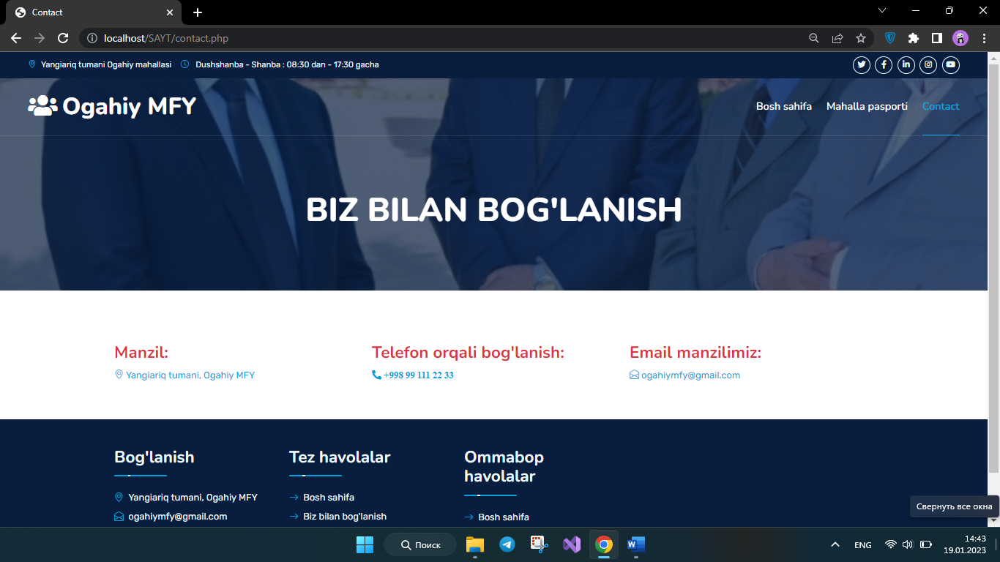 Contact
localhost/SAYT/contact.php
Yangiariq tumani Ogahiy mahallasi
Dushshanba - Shanba : 08:30 dan - 17:30 gacha
Ogahiy MFY
Bosh sahifa
Mahalla pasporti
Contact
BIZ BILAN BOG'LANISH
Manzil:
Yangiariq tumani, Ogahiy MFY
Telefon orqali bog'lanish:
+998 99 111 22 33
Email manzilimiz:
ogahiymfy@gmail.com
Bog'lanish
Yangiariq tumani, Ogahiy MFY
ogahiymfy@gmail.com
Tez havolalar
Bosh sahifa
Biz bilan bog'lanish
Ommabop
havolalar
Bosh sahifa
Свернуть все окна
Поиск
ENG
14:43
19.01.2023